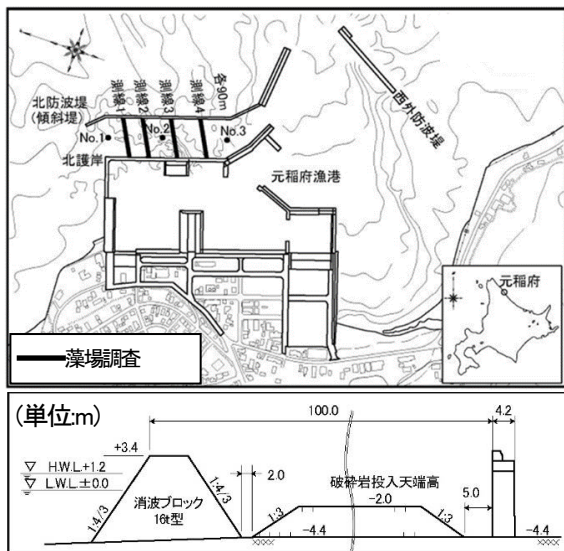 測線1
測線2
測線3
測線4
各90m
北防波堤
(傾斜堤)
No.1
No.2
No.3
北護岸
西外防波堤
元稲府漁港
元稲府
藻場調査
(単位:m)
100.0
4.2
+3.4
H.W.L.+1.2
L.W.L.±0.0
1:4/3
1:4/3
消波ブロック
16t型
2.0
破砕岩投入天端高
-2.0
1:3
1:3
5.0
-4.4
-4.4
-4.4